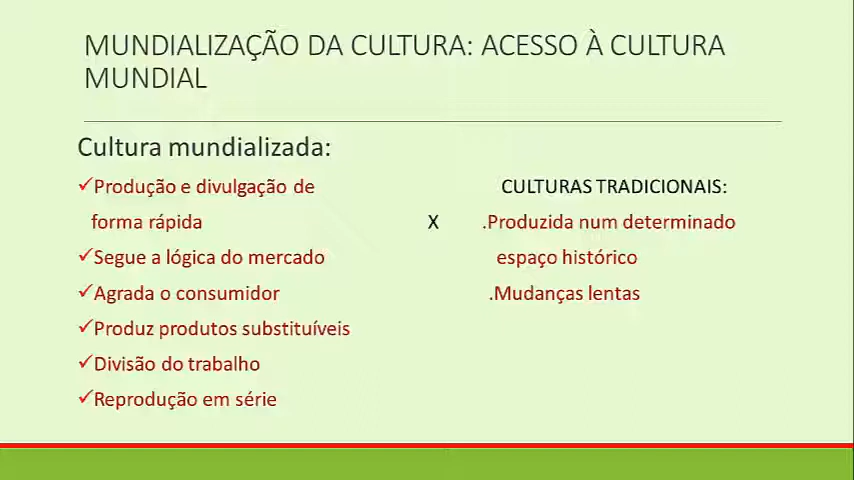 MUNDIALIZAÇÃO DA CULTURA: ACESSO À CULTURA
MUNDIAL
Cultura mundializada:
✓Produção e divulgação de
forma rápida
✓Segue a lógica do mercado
✓Agrada o consumidor
✓Produz produtos substituíveis
✓Divisão do trabalho
✓Reprodução em série
X
CULTURAS TRADICIONAIS:
.Produzida num determinado
espaço histórico
.Mudanças lentas